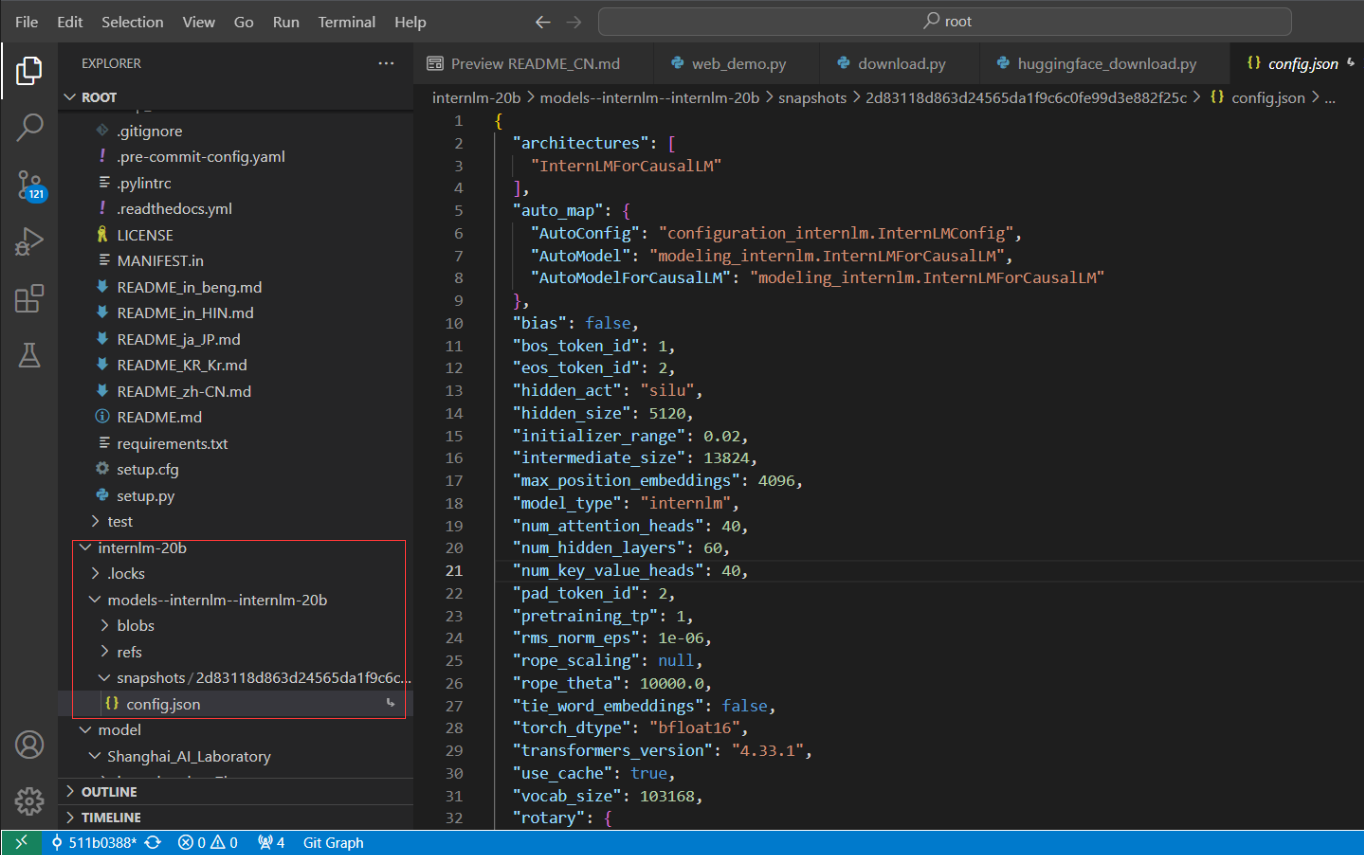 File Edit Selection View Go Run Terminal Help
root
EXPLORER
ROOT
.gitignore
.pre-commit-config.yaml
.pylintrc
.readthedocs.yml
LICENSE
MANIFEST.in
README_in_beng.md
README_in_HIN.md
README_ja_JP.md
README_KR_Kr.md
README_zh-CN.md
README.md
requirements.txt
setup.cfg
setup.py
test
internlm-20b
.locks
models--internlm--internlm-20b
blobs
refs
snapshots/2d83118d863d24565da1f9c6c...
config.json
model
Shanghai_AI_Laboratory
OUTLINE
TIMELINE
121
Preview README_CN.md web_demo.py download.py huggingface_download.py config.json
internlm-20b > models--internlm--internlm-20b > snapshots > 2d83118d863d24565da1f9c6c0fe99d3e882f25c > {} config.json > ...
1 {
2 "architectures": [
3 "InternLMForCausalLM"
4 ],
5 "auto_map": {
6 "AutoConfig": "configuration_internlm.InternLMConfig",
7 "AutoModel": "modeling_internlm.InternLMForCausalLM",
8 "AutoModelForCausalLM": "modeling_internlm.InternLMForCausalLM"
9 },
10 "bias": false,
11 "bos_token_id": 1,
12 "eos_token_id": 2,
13 "hidden_act": "silu",
14 "hidden_size": 5120,
15 "initializer_range": 0.02,
16 "intermediate_size": 13824,
17 "max_position_embeddings": 4096,
18 "model_type": "internlm",
19 "num_attention_heads": 40,
20 "num_hidden_layers": 60,
21 "num_key_value_heads": 40,
22 "pad_token_id": 2,
23 "pretraining_tp": 1,
24 "rms_norm_eps": 1e-06,
25 "rope_scaling": null,
26 "rope_theta": 10000.0,
27 "tie_word_embeddings": false,
28 "torch_dtype": "bfloat16",
29 "transformers_version": "4.33.1",
30 "use_cache": true,
31 "vocab_size": 103168,
32 "rotary": {
511b0388* 0 0 4 Git Graph